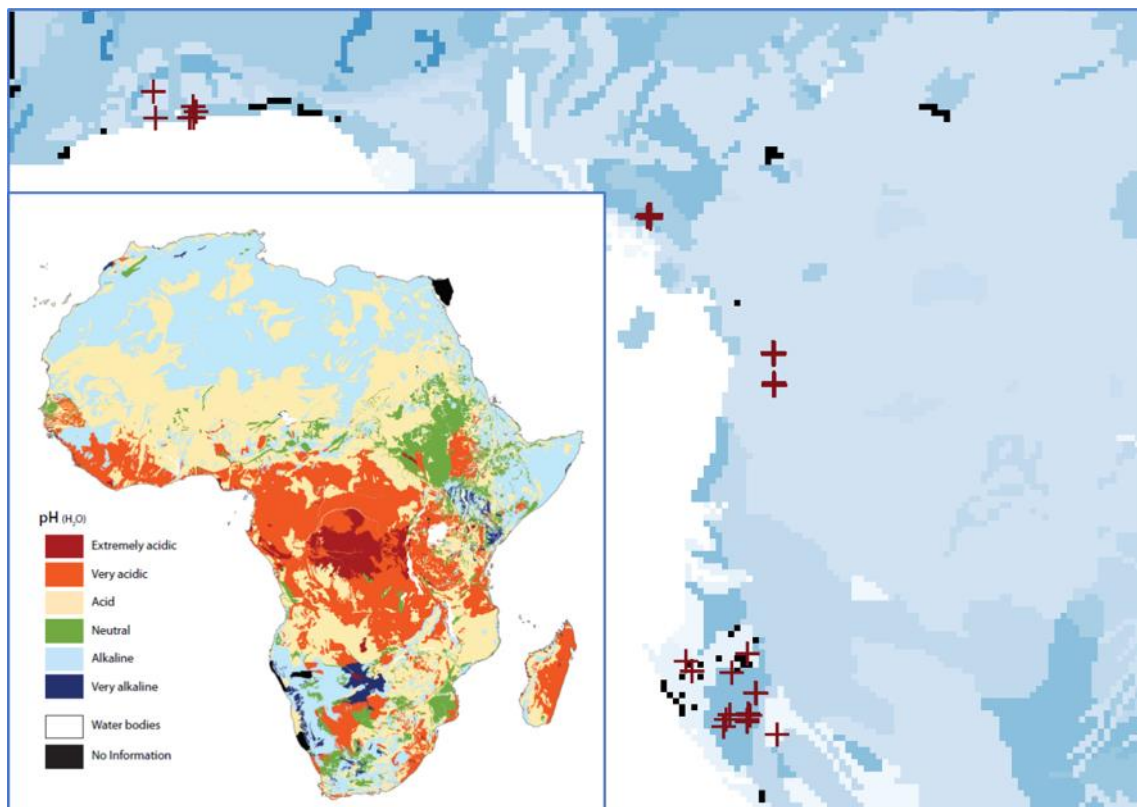 pH (H₂O)
Extremely acidic
Very acidic
Acid
Neutral
Alkaline
Very alkaline
Water bodies
No Information